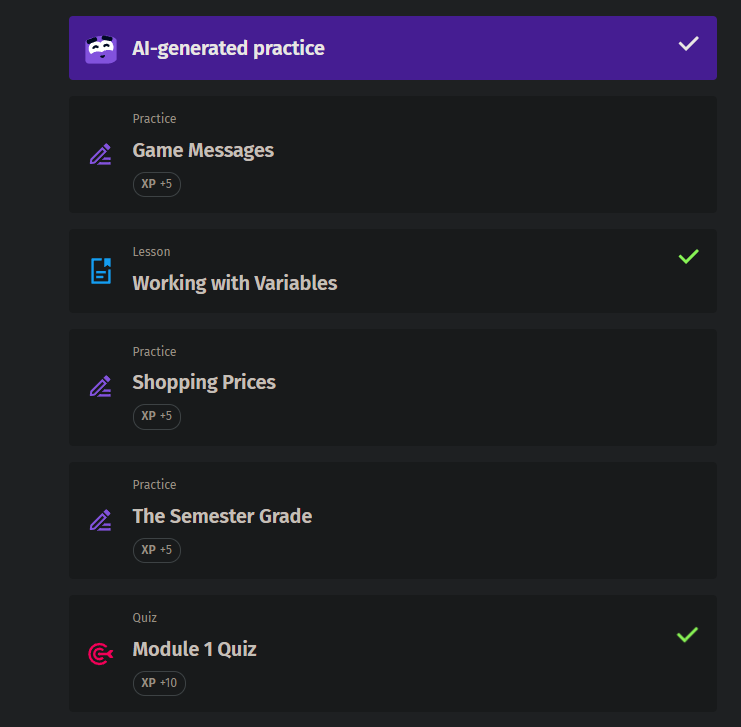 AI-generated practice
Practice
Game Messages
XP +5
Lesson
Working with Variables
Practice
Shopping Prices
XP +5
Practice
The Semester Grade
XP +5
Quiz
Module 1 Quiz
XP +10